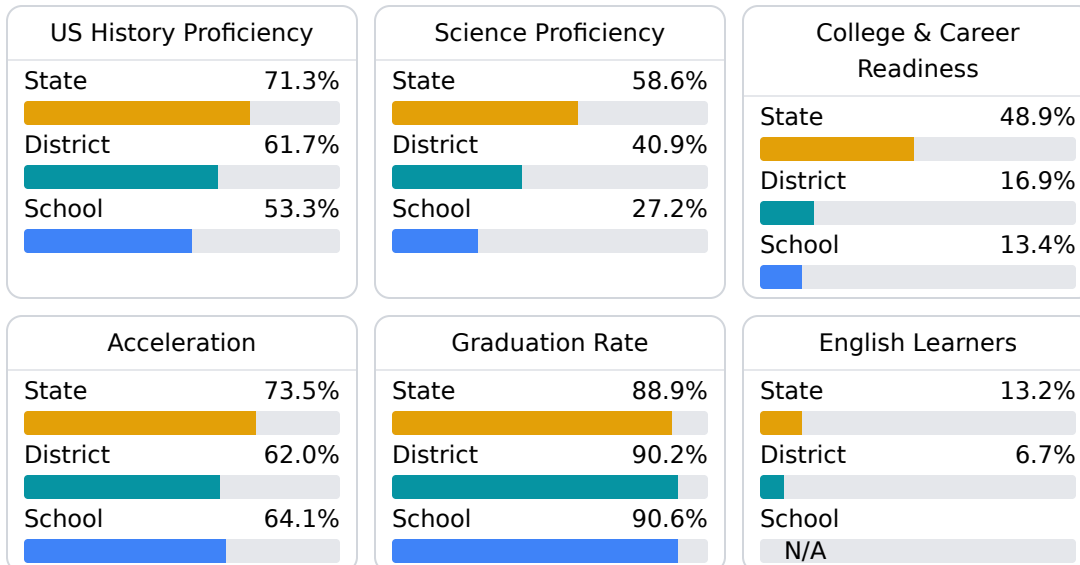 US History Proficiency
State 71.3%
District 61.7%
School 53.3%
Science Proficiency
State 58.6%
District 40.9%
School 27.2%
College & Career
Readiness
State 48.9%
District 16.9%
School 13.4%
Acceleration
State 73.5%
District 62.0%
School 64.1%
Graduation Rate
State 88.9%
District 90.2%
School 90.6%
English Learners
State 13.2%
District 6.7%
School
N/A